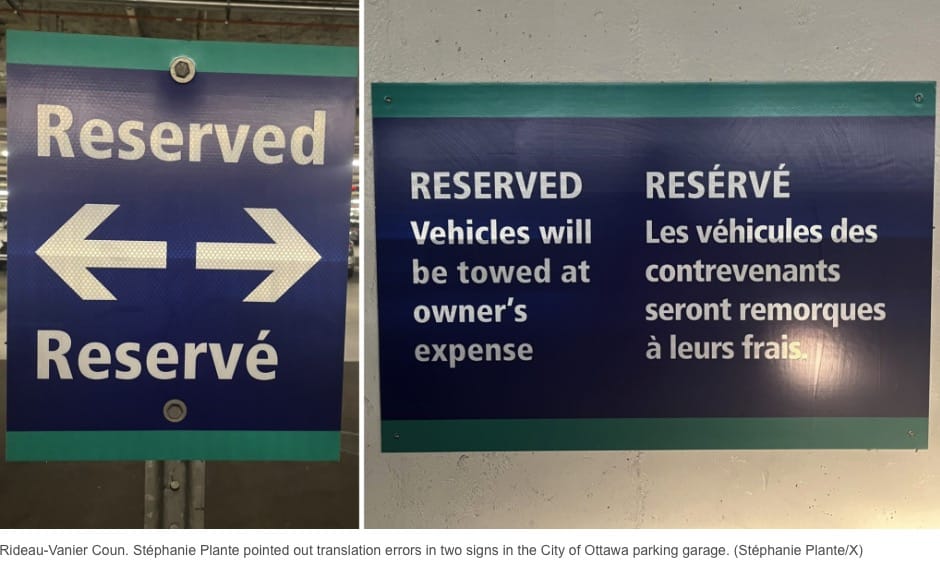 Reserved
Reservé
RESERVED
Vehicles will
be towed at
owner's
expense
RESÉRVÉ
Les véhicules des
contrevenants
seront remorques
à leurs frais.
Rideau-Vanier Coun. Stéphanie Plante pointed out translation errors in two signs in the City of Ottawa parking garage. (Stéphanie Plante/X)